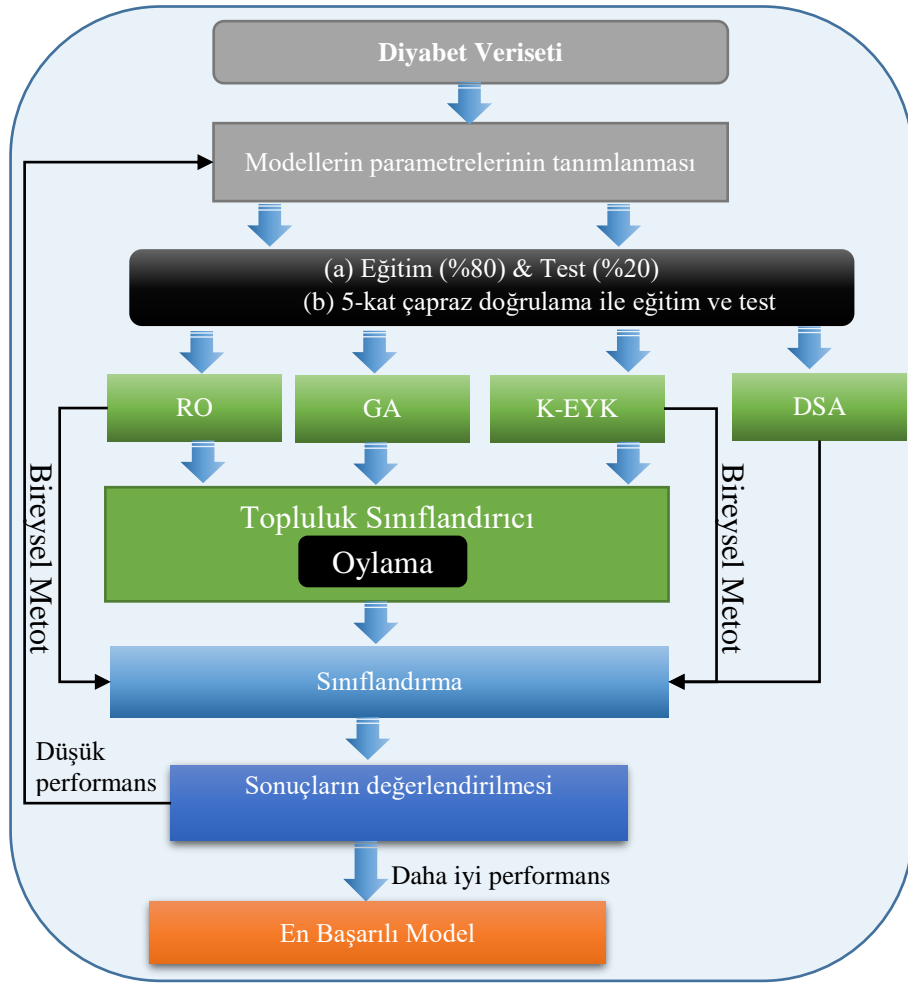 Diyabet Veriseti
Modellerin parametrelerinin tanımlanması
(a) Eğitim (%80) & Test (%20)
(b) 5-kat çapraz doğrulama ile eğitim ve test
RO
GA
K-EYK
DSA
Bireysel Metot
Bireysel Metot
Topluluk Sınıflandırıcı
Oylama
Sınıflandırma
Düşük
performans
Sonuçların değerlendirilmesi
Daha iyi performans
En Başarılı Model